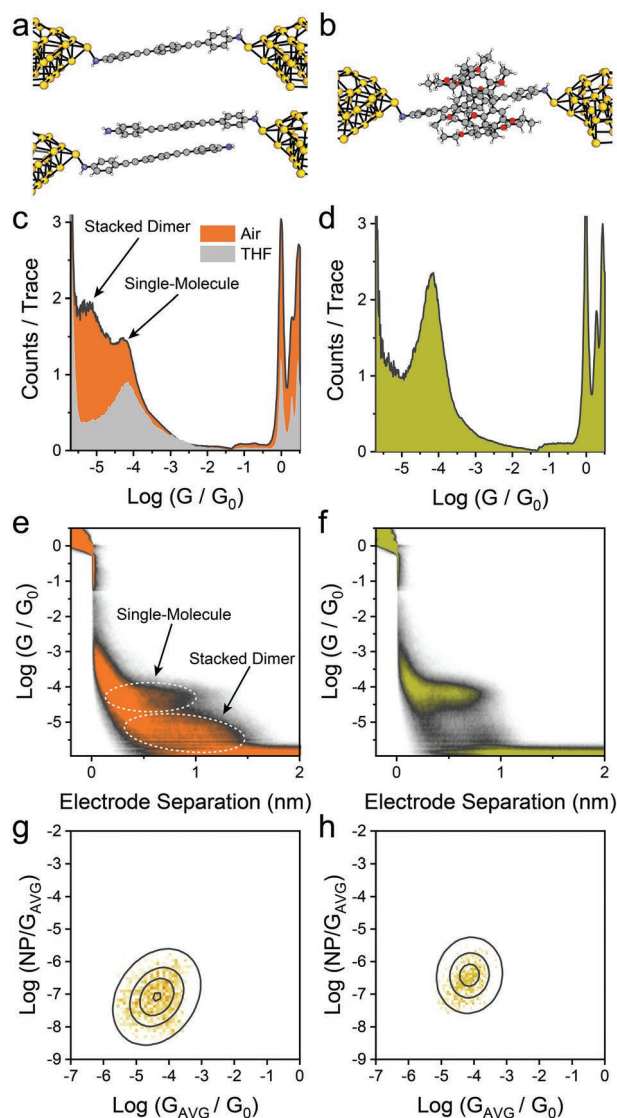 a
b
c
d
Stacked Dimer
Air
THF
Single-Molecule
Counts / Trace
3
2
1
0
-5 -4 -3 -2 -1 0
Log (G / G0)
Counts / Trace
3
2
1
0
-5 -4 -3 -2 -1 0
Log (G / G0)
e
f
Log (G / G0)
0
-1
-2
-3
-4
-5
Single-Molecule
Stacked Dimer
0 1 2
Electrode Separation (nm)
Log (G / G0)
0
-1
-2
-3
-4
-5
0 1 2
Electrode Separation (nm)
g
h
Log (NP/GAVG)
-2
-3
-4
-5
-6
-7
-8
-9
-7 -6 -5 -4 -3 -2 -1 0
Log (GAVG / G0)
Log (NP/GAVG)
-2
-3
-4
-5
-6
-7
-8
-9
-7 -6 -5 -4 -3 -2 -1 0
Log (GAVG / G0)